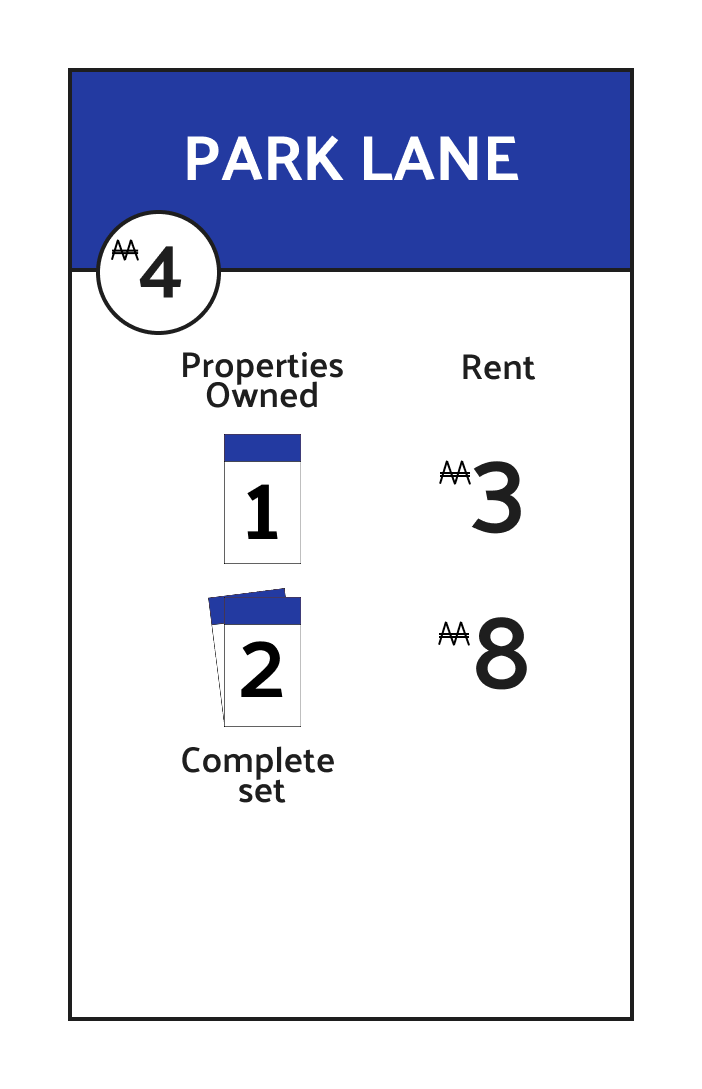 PARK LANE
₩4
Properties Rent
Owned
1 ₩3
2 ₩8
Complete
set